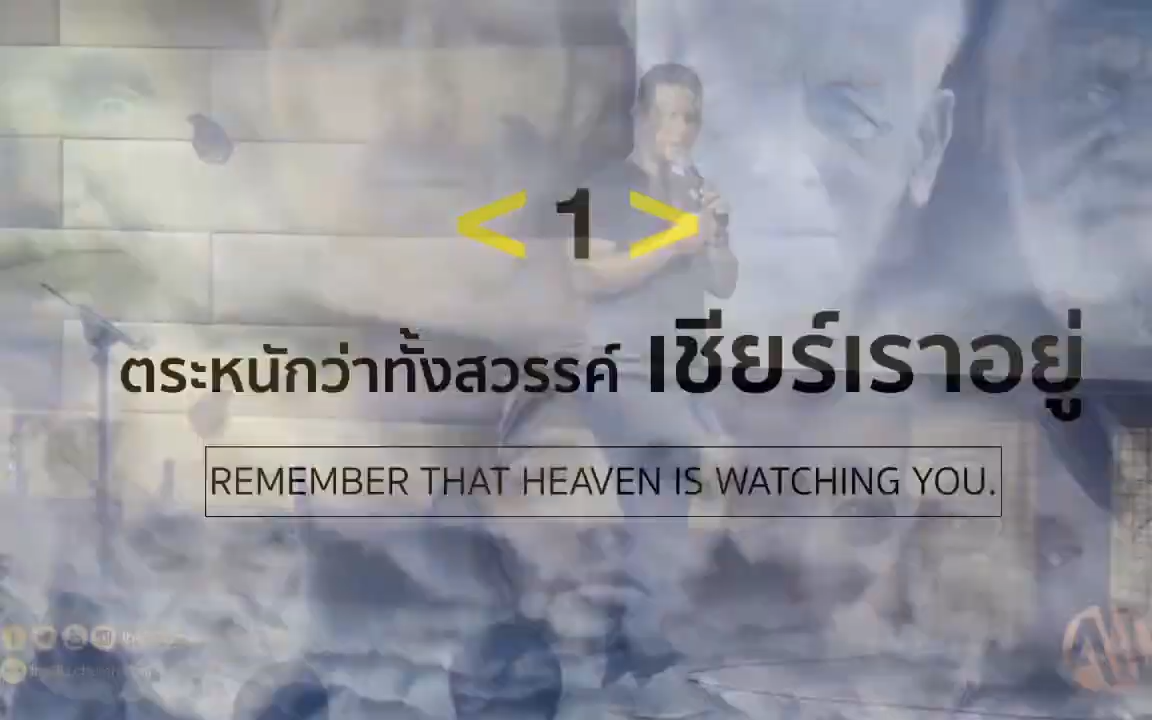 < 1 >
ตระหนักว่าทั้งสวรรค์ เชียร์เราอยู่
REMEMBER THAT HEAVEN IS WATCHING YOU.